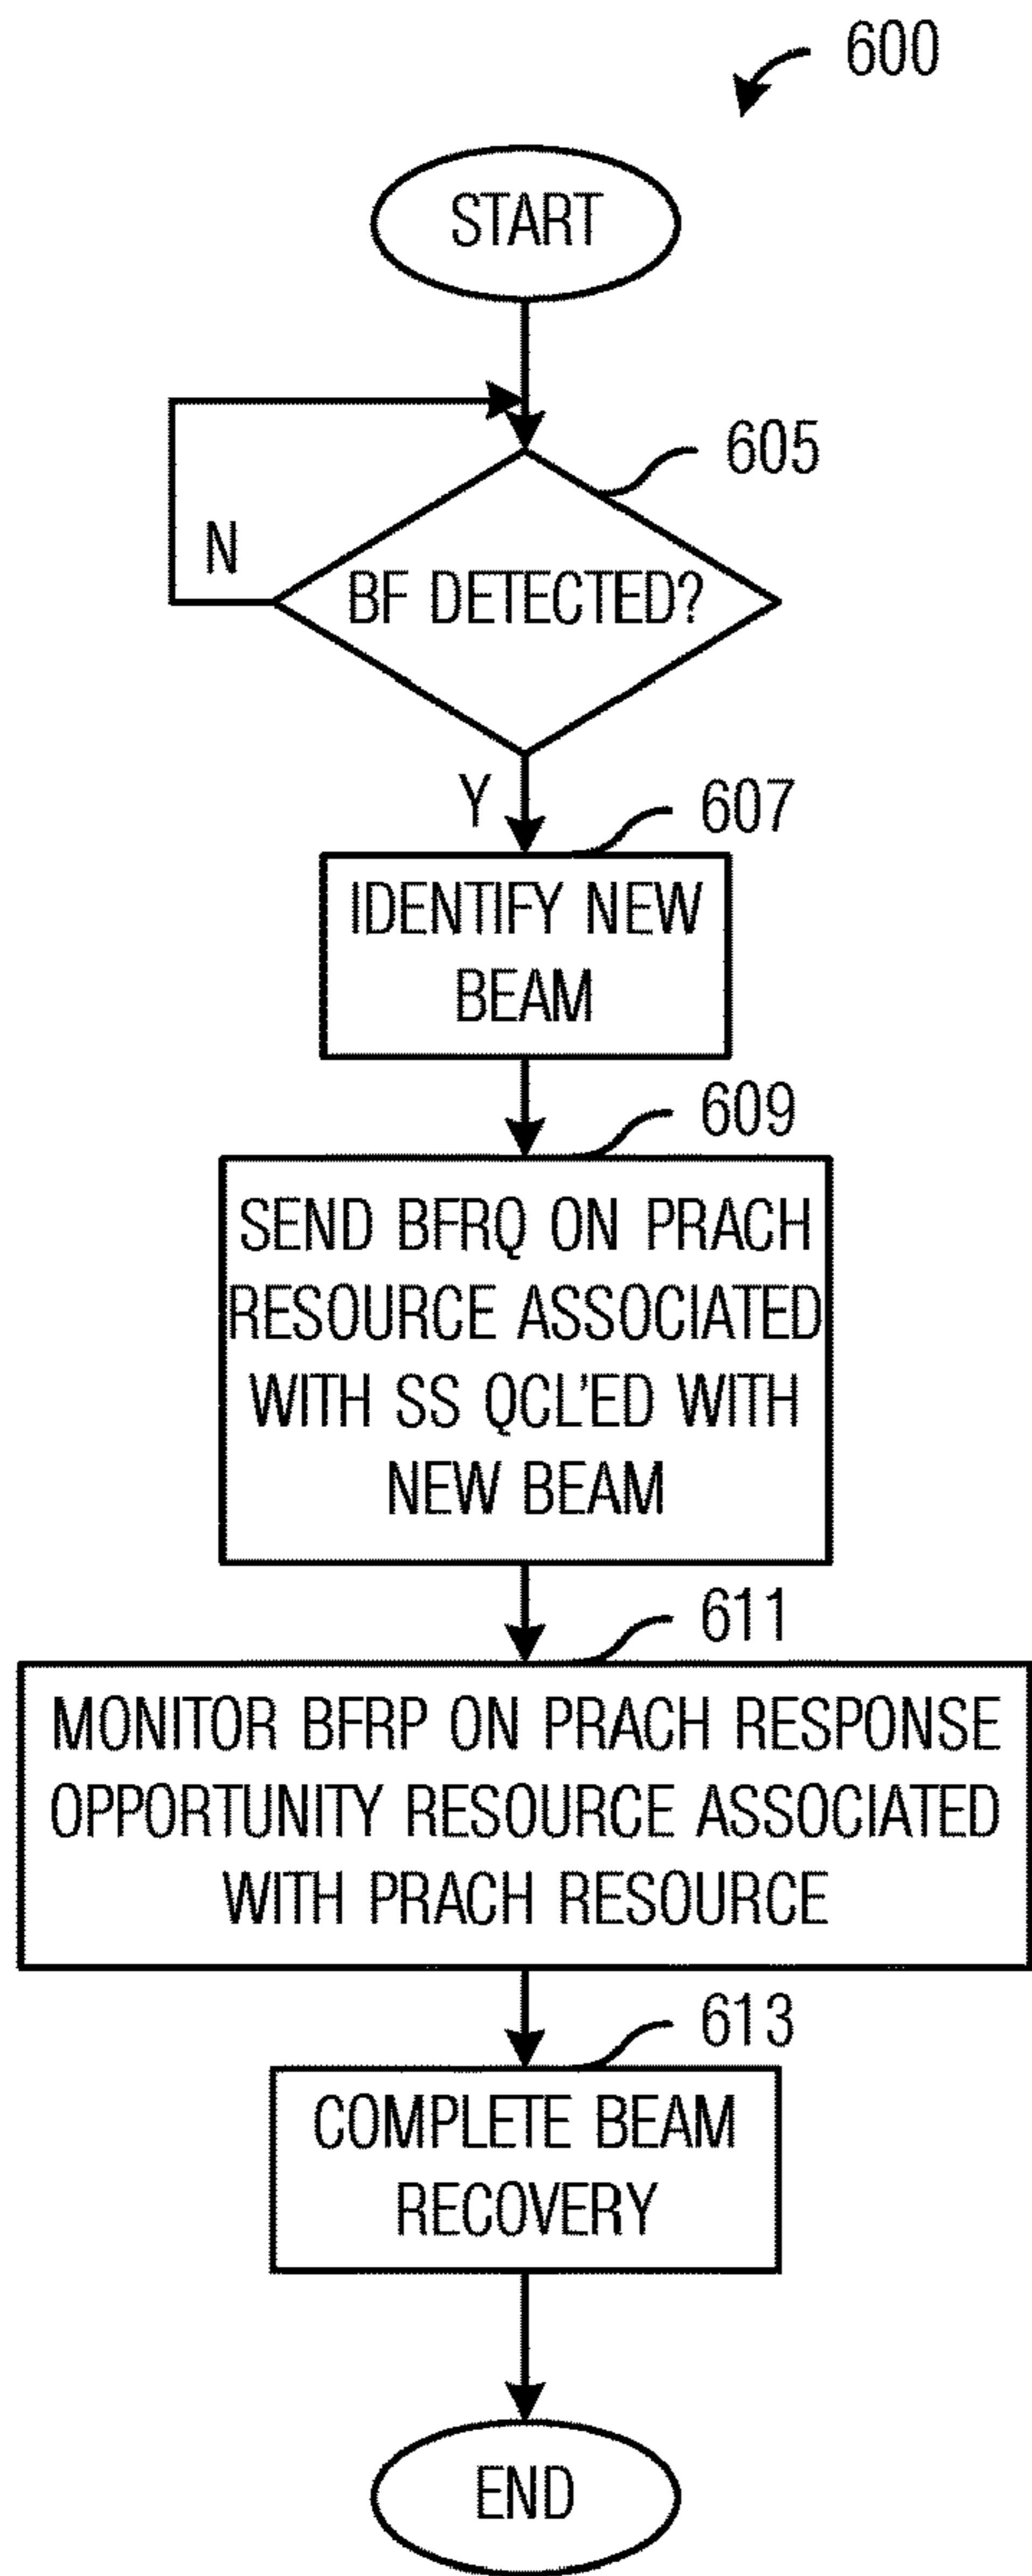 600
START
605
N
BF DETECTED?
Y
607
IDENTIFY NEW
BEAM
609
SEND BFRQ ON PRACH
RESOURCE ASSOCIATED
WITH SS QCL'ED WITH
NEW BEAM
611
MONITOR BFRP ON PRACH RESPONSE
OPPORTUNITY RESOURCE ASSOCIATED
WITH PRACH RESOURCE
613
COMPLETE BEAM
RECOVERY
END